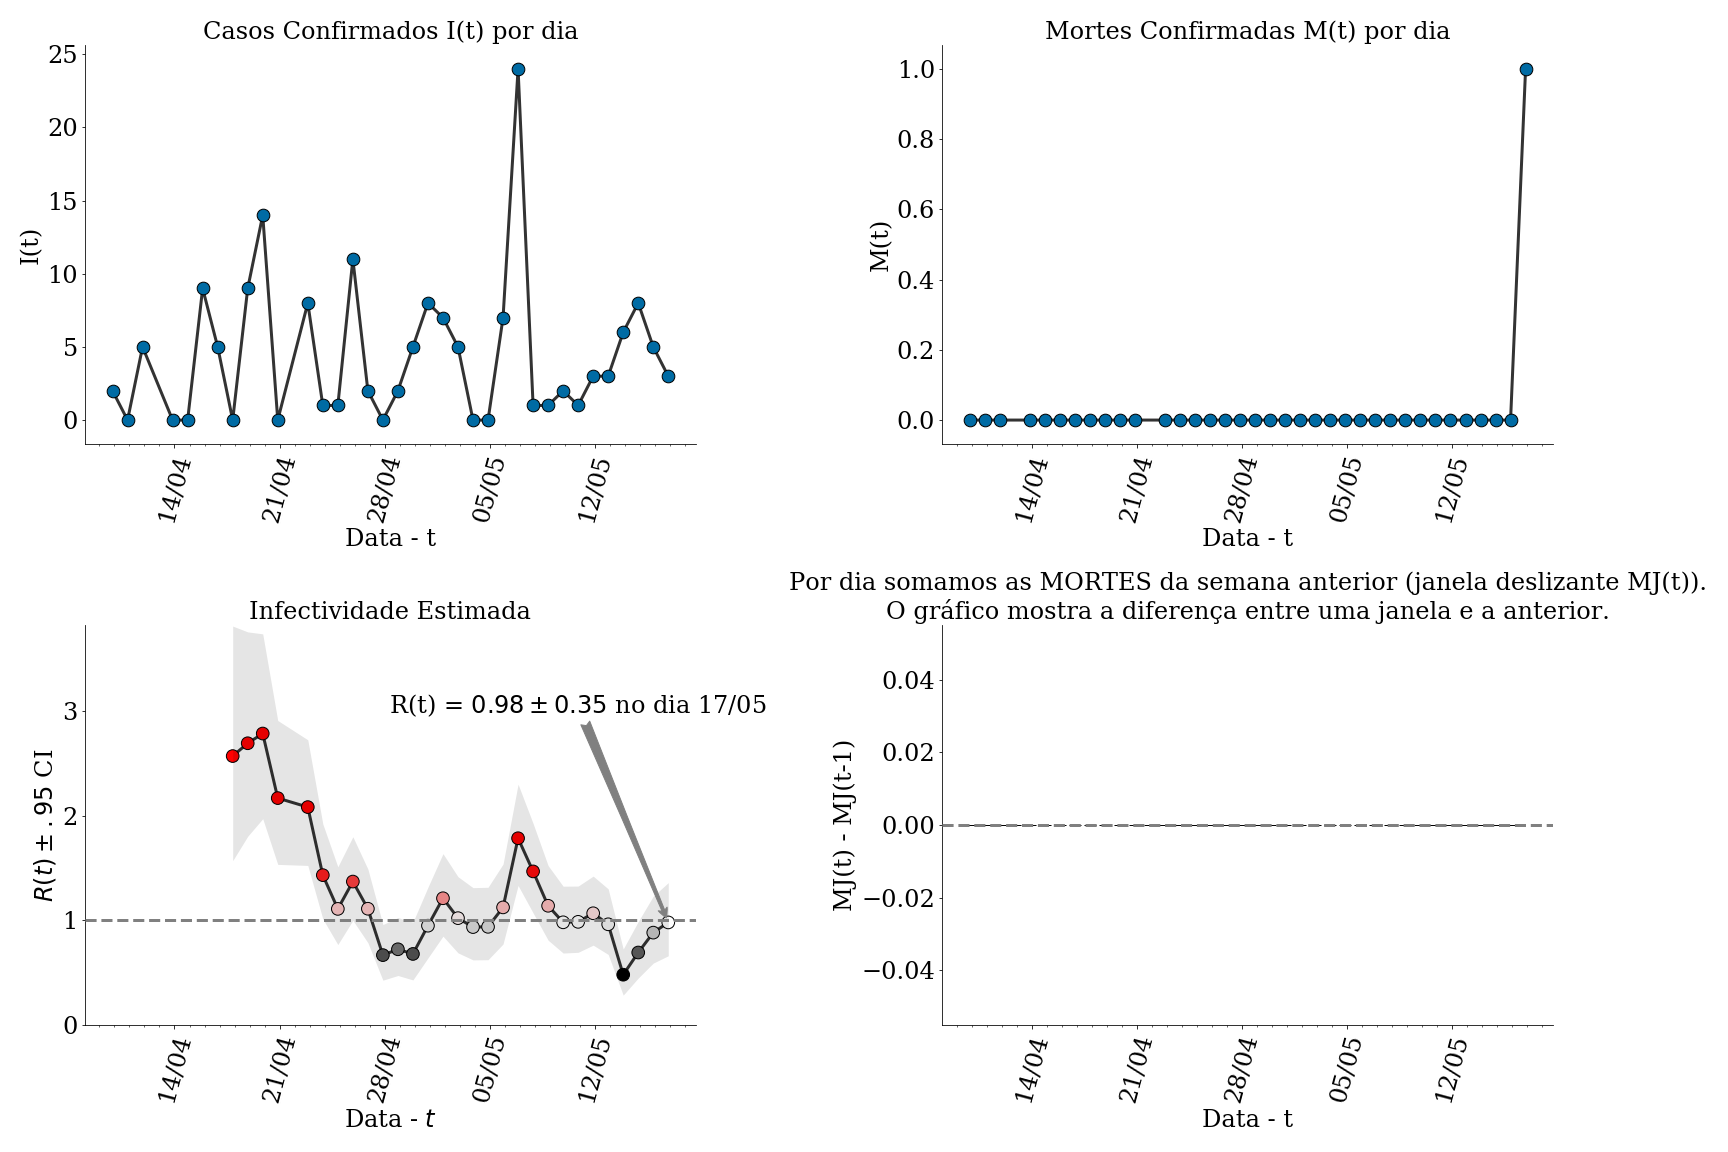 Casos Confirmados I(t) por dia
25
20
15
10
5
0
I(t)
14/04
21/04
28/04
05/05
12/05
Data - t
Mortes Confirmadas M(t) por dia
1.0
0.8
0.6
0.4
0.2
0.0
M(t)
14/04
21/04
28/04
05/05
12/05
Data - t
Infectividade Estimada
R(t) = 0.98 ± 0.35 no dia 17/05
3
2
1
0
R(t) ± .95 CI
14/04
21/04
28/04
05/05
12/05
Data - t
Por dia somamos as MORTES da semana anterior (janela deslizante MJ(t)).
O gráfico mostra a diferença entre uma janela e a anterior.
0.04
0.02
0.00
−0.02
−0.04
MJ(t) - MJ(t-1)
14/04
21/04
28/04
05/05
12/05
Data - t